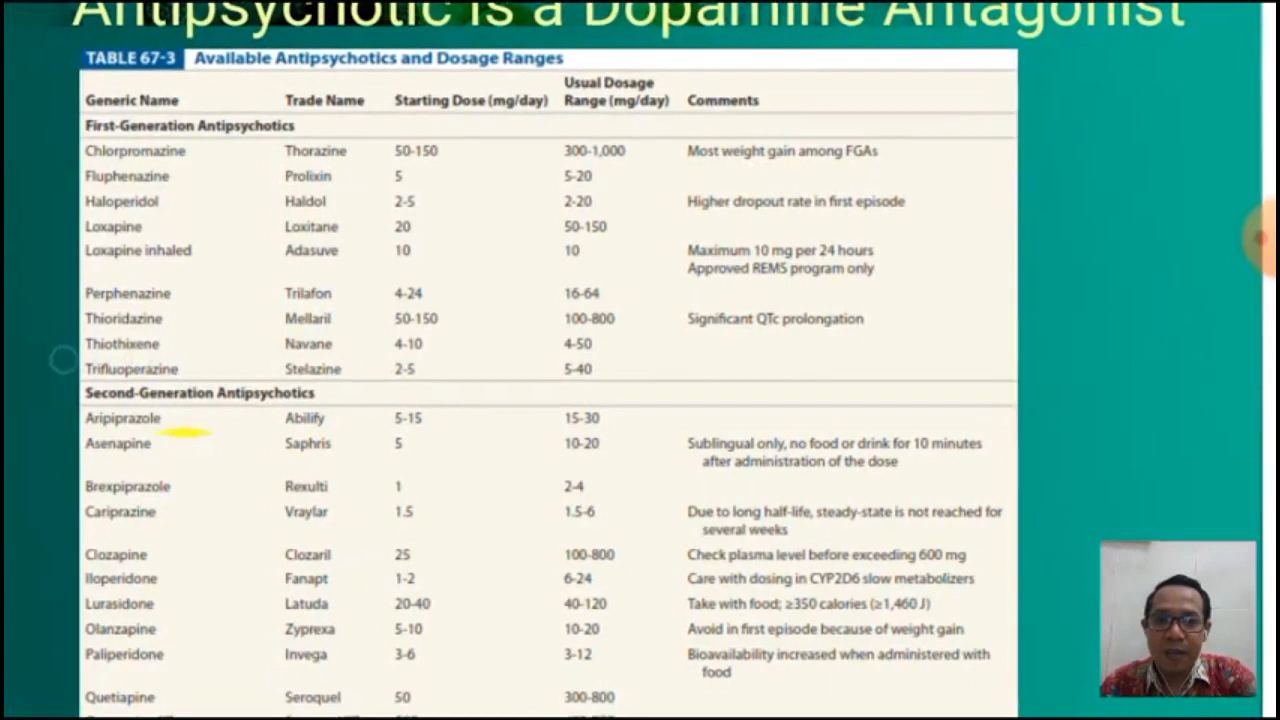 Antipsychotic is a Dopamine Antagonist
TABLE 67-3 Available Antipsychotics and Dosage Ranges
Usual Dosage
Generic Name Trade Name Starting Dose (mg/day) Range (mg/day) Comments
First-Generation Antipsychotics
Chlorpromazine Thorazine 50-150 300-1,000 Most weight gain among FGAs
Fluphenazine Prolixin 5 5-20
Haloperidol Haldol 2-5 2-20 Higher dropout rate in first episode
Loxapine Loxitane 20 50-150
Loxapine inhaled Adasuve 10 10 Maximum 10 mg per 24 hours
Approved REMS program only
Perphenazine Trilafon 4-24 16-64
Thioridazine Mellaril 50-150 100-800 Significant QTc prolongation
Thiothixene Navane 4-10 4-50
Trifluoperazine Stelazine 2-5 5-40
Second-Generation Antipsychotics
Aripiprazole Abilify 5-15 15-30
Asenapine Saphris 5 10-20 Sublingual only, no food or drink for 10 minutes
after administration of the dose
Brexpiprazole Rexulti 1 2-4
Cariprazine Vraylar 1.5 1.5-6 Due to long half-life, steady-state is not reached for
several weeks
Clozapine Clozaril 25 100-800 Check plasma level before exceeding 600 mg
Iloperidone Fanapt 1-2 6-24 Care with dosing in CYP2D6 slow metabolizers
Lurasidone Latuda 20-40 40-120 Take with food; ≥350 calories (≥1,460 J)
Olanzapine Zyprexa 5-10 10-20 Avoid in first episode because of weight gain
Paliperidone Invega 3-6 3-12 Bioavailability increased when administered with
food
Quetiapine Seroquel 50 300-800